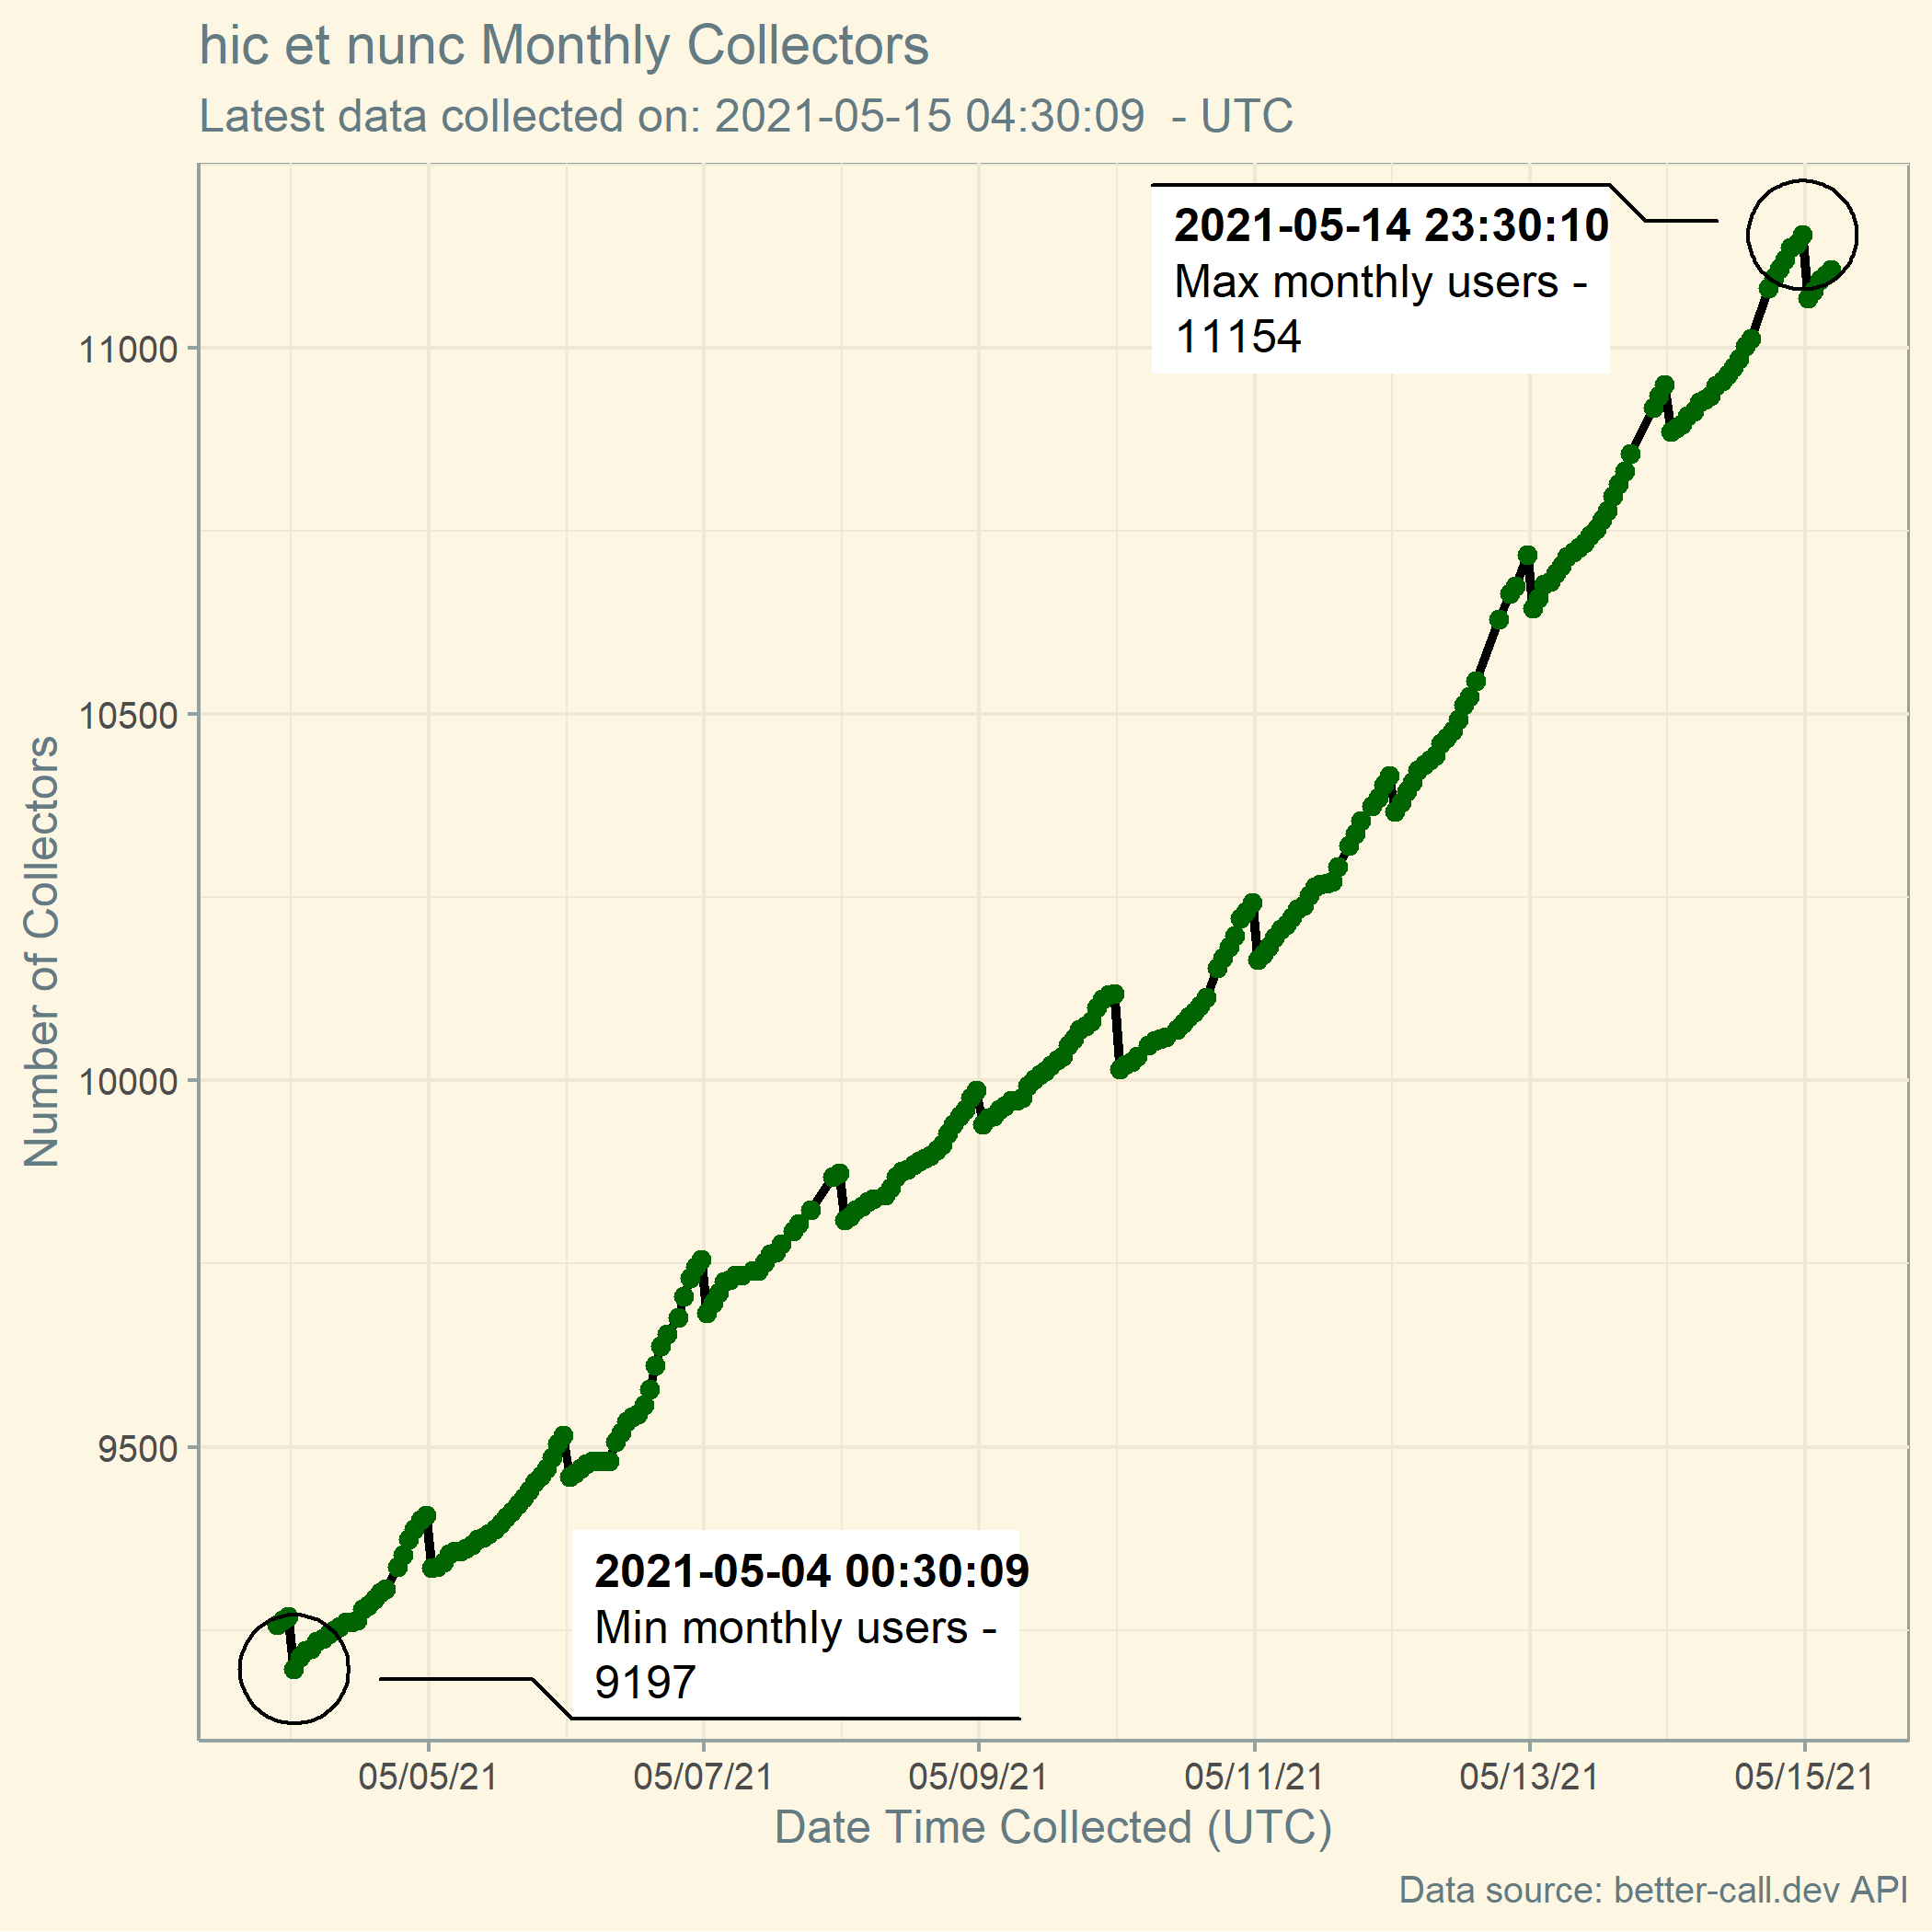 hic et nunc Monthly Collectors
Latest data collected on: 2021-05-15 04:30:09  - UTC
2021-05-14 23:30:10
Max monthly users -
11154
11000
10500
10000
9500
Number of Collectors
2021-05-04 00:30:09
Min monthly users -
9197
05/05/21 05/07/21 05/09/21 05/11/21 05/13/21 05/15/21
Date Time Collected (UTC)
Data source: better-call.dev API